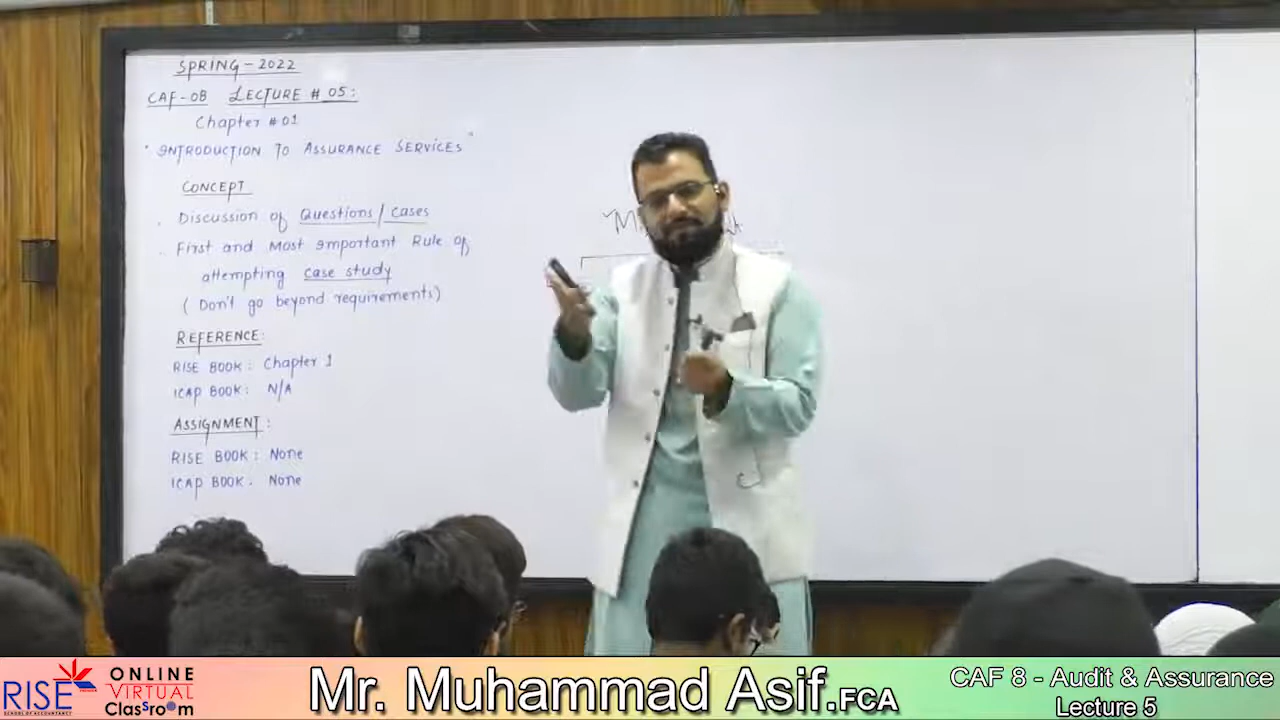 SPRING-2022
CAF-08 LECTURE # 05:
Chapter #01
"INTRODUCTION TO ASSURANCE SERVICES"
CONCEPT
. Discussion of Questions/cases
. First and Most Important Rule of
attempting case study
(Don't go beyond requirements)
REFERENCE:
RISE BOOK: Chapter 1
ICAP BOOK: N/A
ASSIGNMENT:
RISE BOOK: None
ICAP BOOK. None
RISE
SCHOOL OF ACCOUNTANCY
ONLINE
VIRTUAL
Classroom
Mr. Muhammad Asif.FCA
CAF 8 - Audit & Assurance
Lecture 5